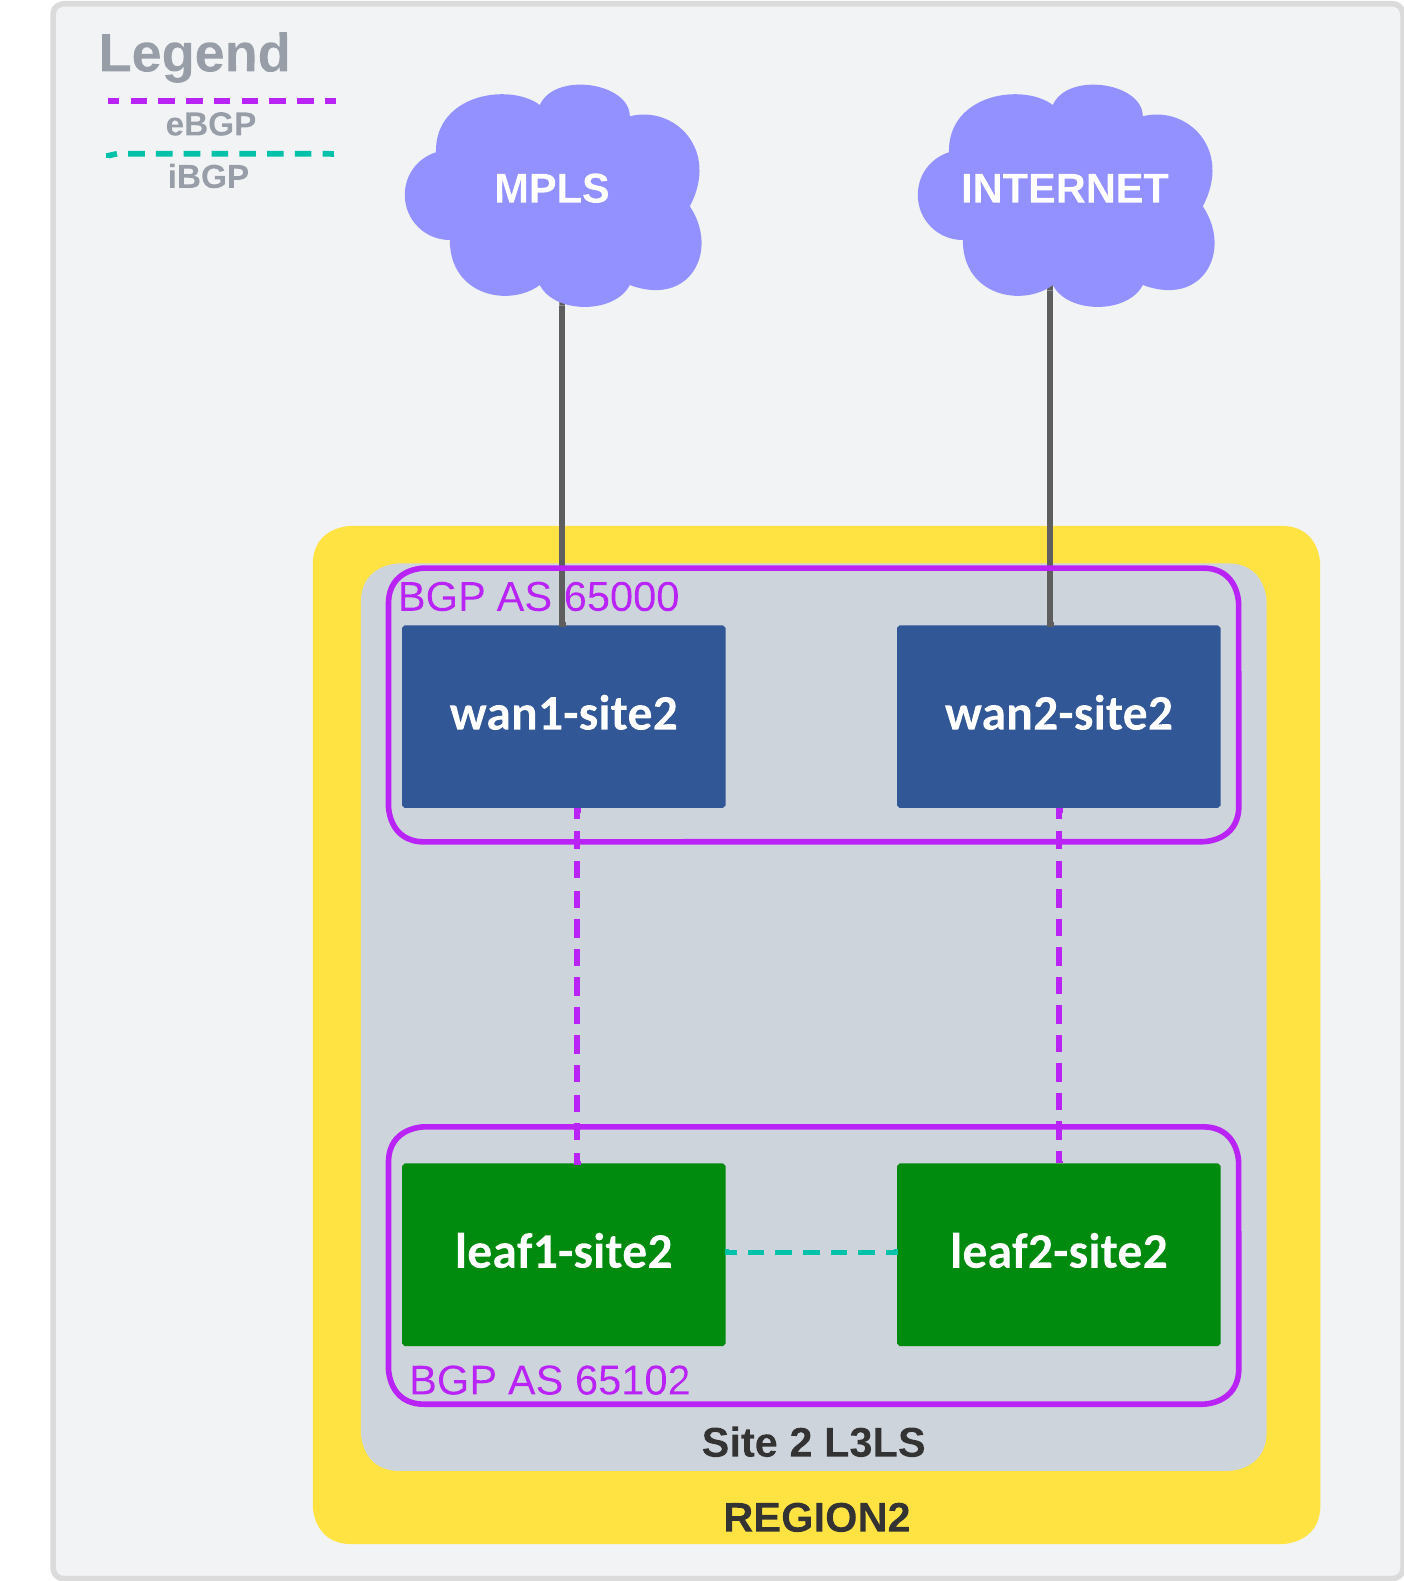 Legend
eBGP
iBGP
MPLS
INTERNET
BGP AS 65000
wan1-site2
wan2-site2
leaf1-site2
leaf2-site2
BGP AS 65102
Site 2 L3LS
REGION2